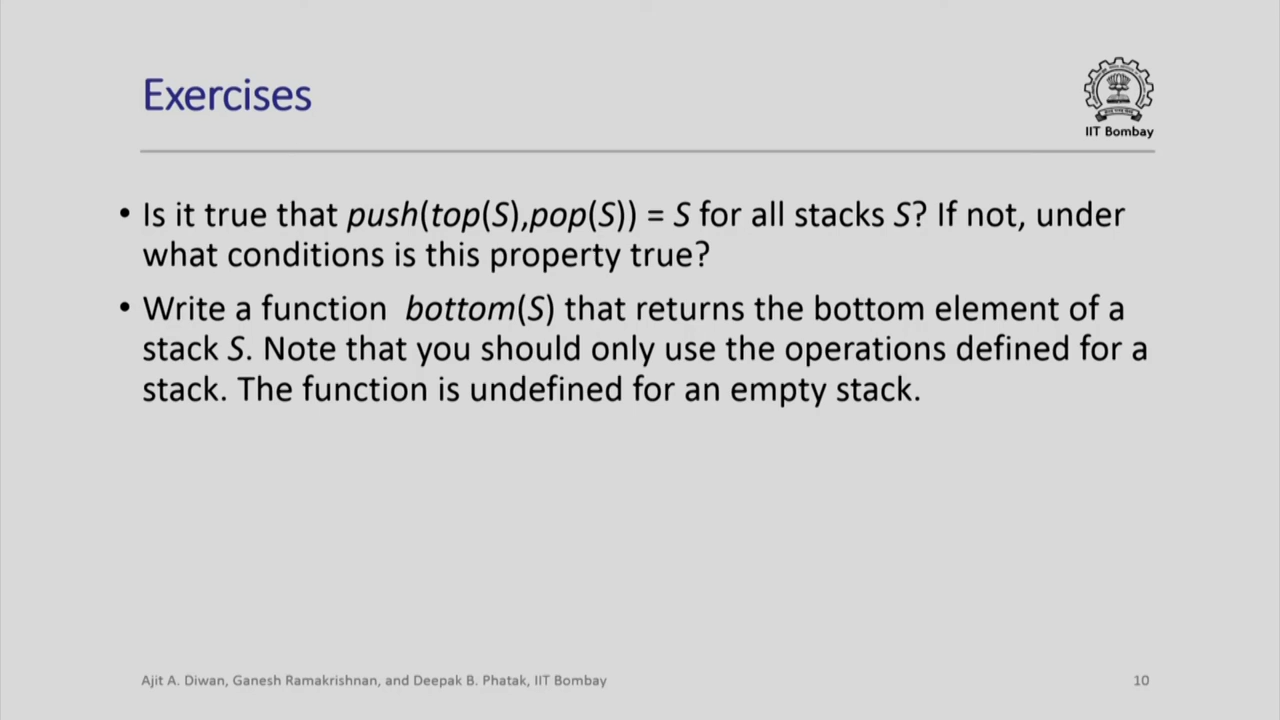 Exercises
IIT Bombay
• Is it true that push(top(S),pop(S)) = S for all stacks S? If not, under
what conditions is this property true?
• Write a function bottom(S) that returns the bottom element of a
stack S. Note that you should only use the operations defined for a
stack. The function is undefined for an empty stack.
Ajit A. Diwan, Ganesh Ramakrishnan, and Deepak B. Phatak, IIT Bombay
10